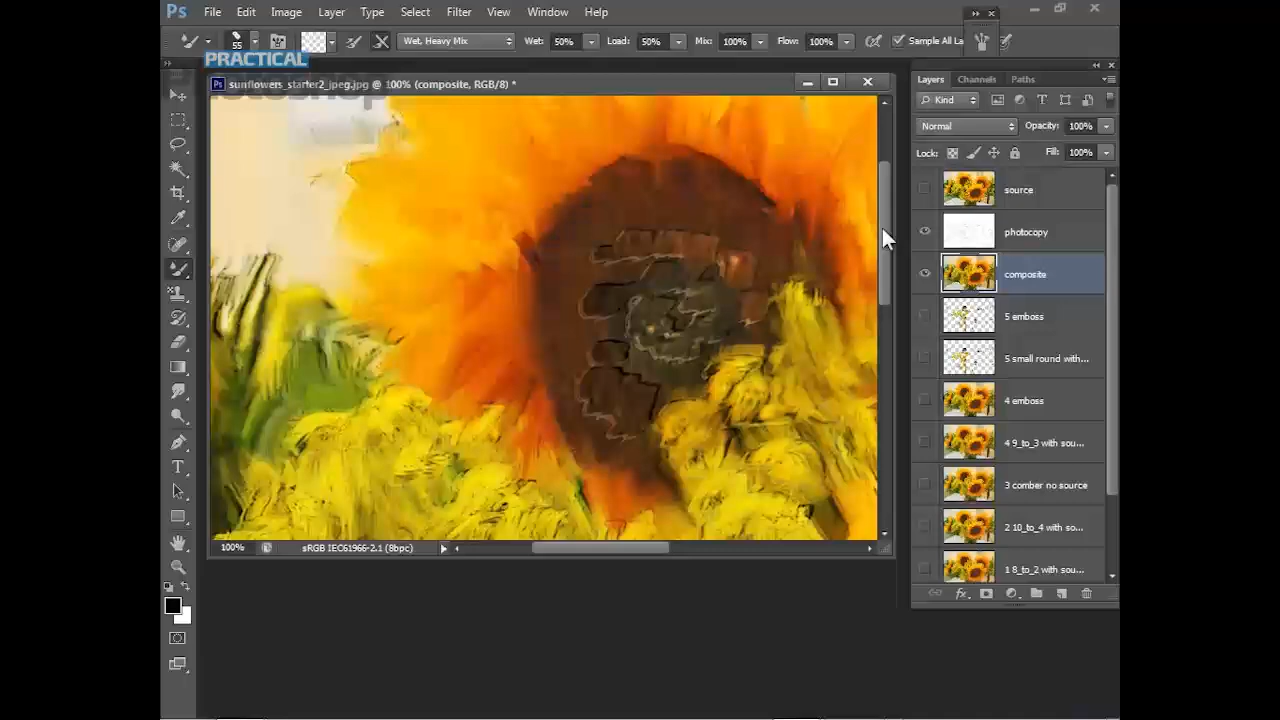 Ps File Edit Image Layer Type Select Filter View Window Help
55 Wet, Heavy Mix Wet: 50% Load: 50% Mix: 100% Flow: 100% Sample All La
PRACTICAL
sunflowers_starter2_jpeg.jpg @ 100% (composite, RGB/8) *
100% sRGB IEC61966-2.1 (8bpc)
Layers Channels Paths
Kind
Normal Opacity: 100%
Lock: Fill: 100%
source
photocopy
composite
5 emboss
5 small round with...
4 emboss
4 9_to_3 with sou...
3 comber no source
2 10_to_4 with so...
1 8_to_2 with sou...